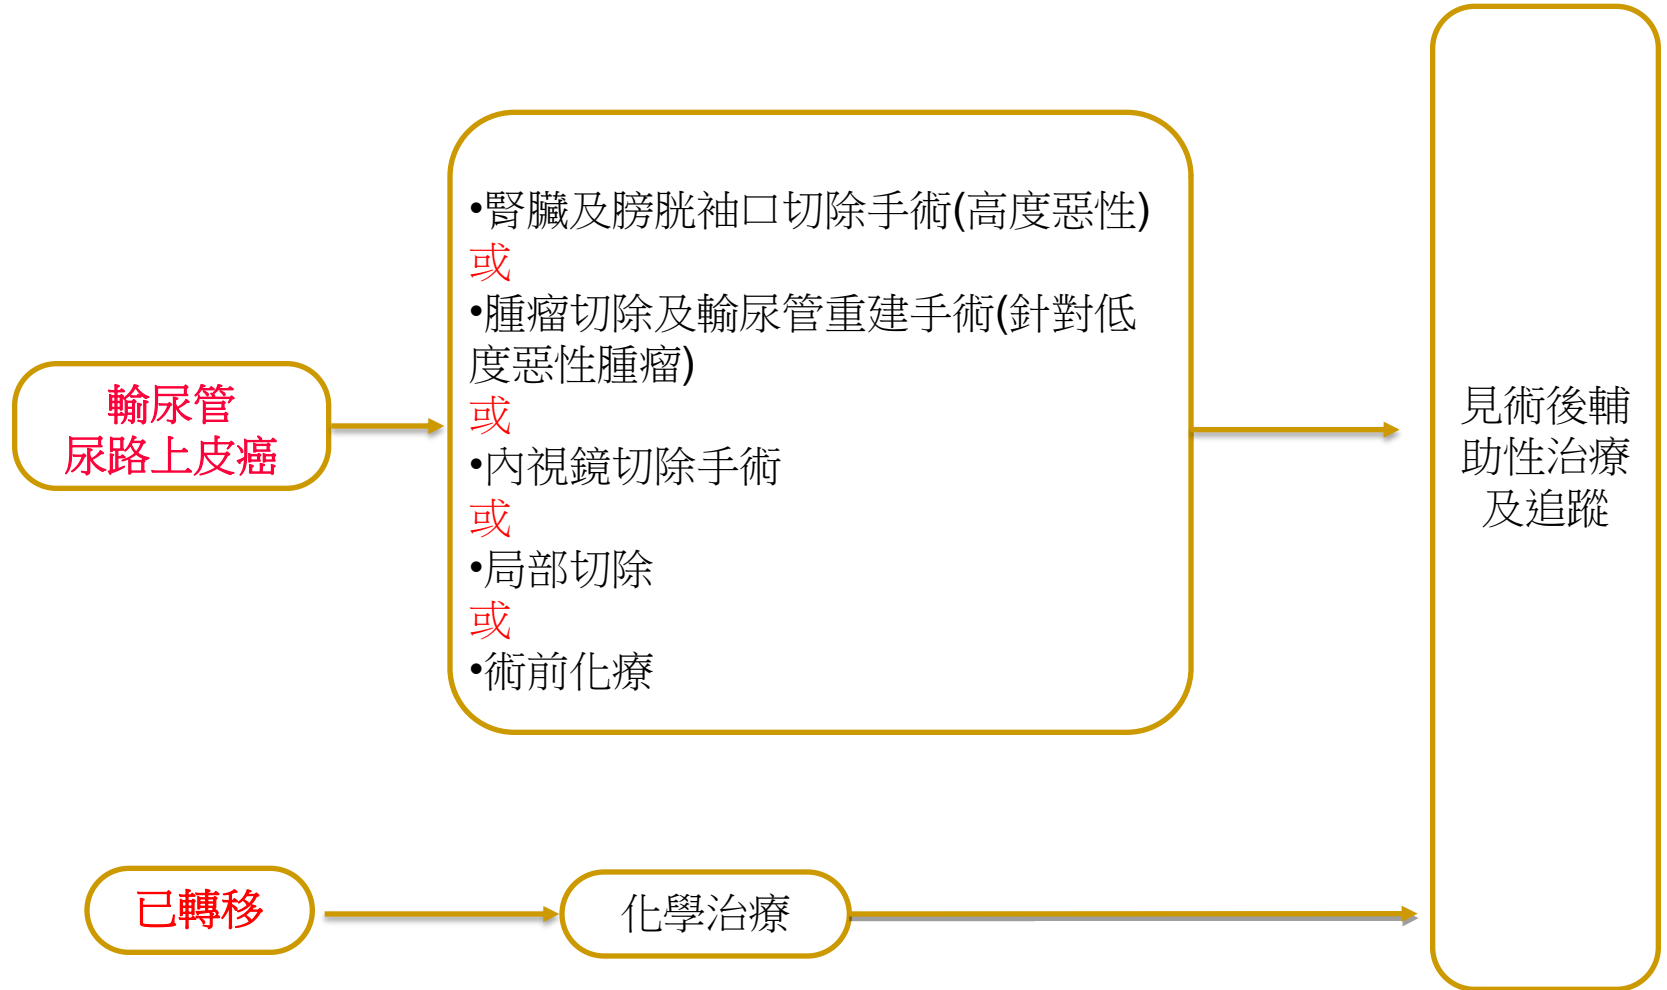 輸尿管
尿路上皮癌
•腎臟及膀胱袖口切除手術(高度惡性)
或
•腫瘤切除及輸尿管重建手術(針對低
度惡性腫瘤)
或
•內視鏡切除手術
或
•局部切除
或
•術前化療
見術後輔
助性治療
及追蹤
已轉移
化學治療